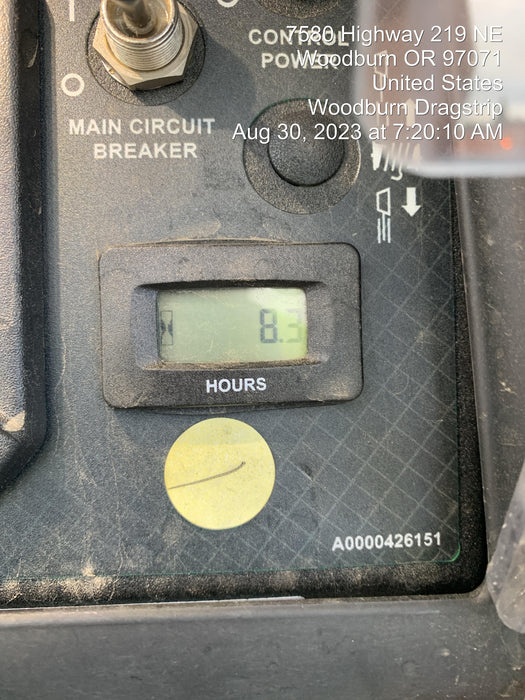 7580 Highway 219 NE
Woodburn OR 97071
United States
Woodburn Dragstrip
Aug 30, 2023 at 7:20:10 AM
CONTROL
POWER
MAIN CIRCUIT
BREAKER
8.3
HOURS
A0000426151